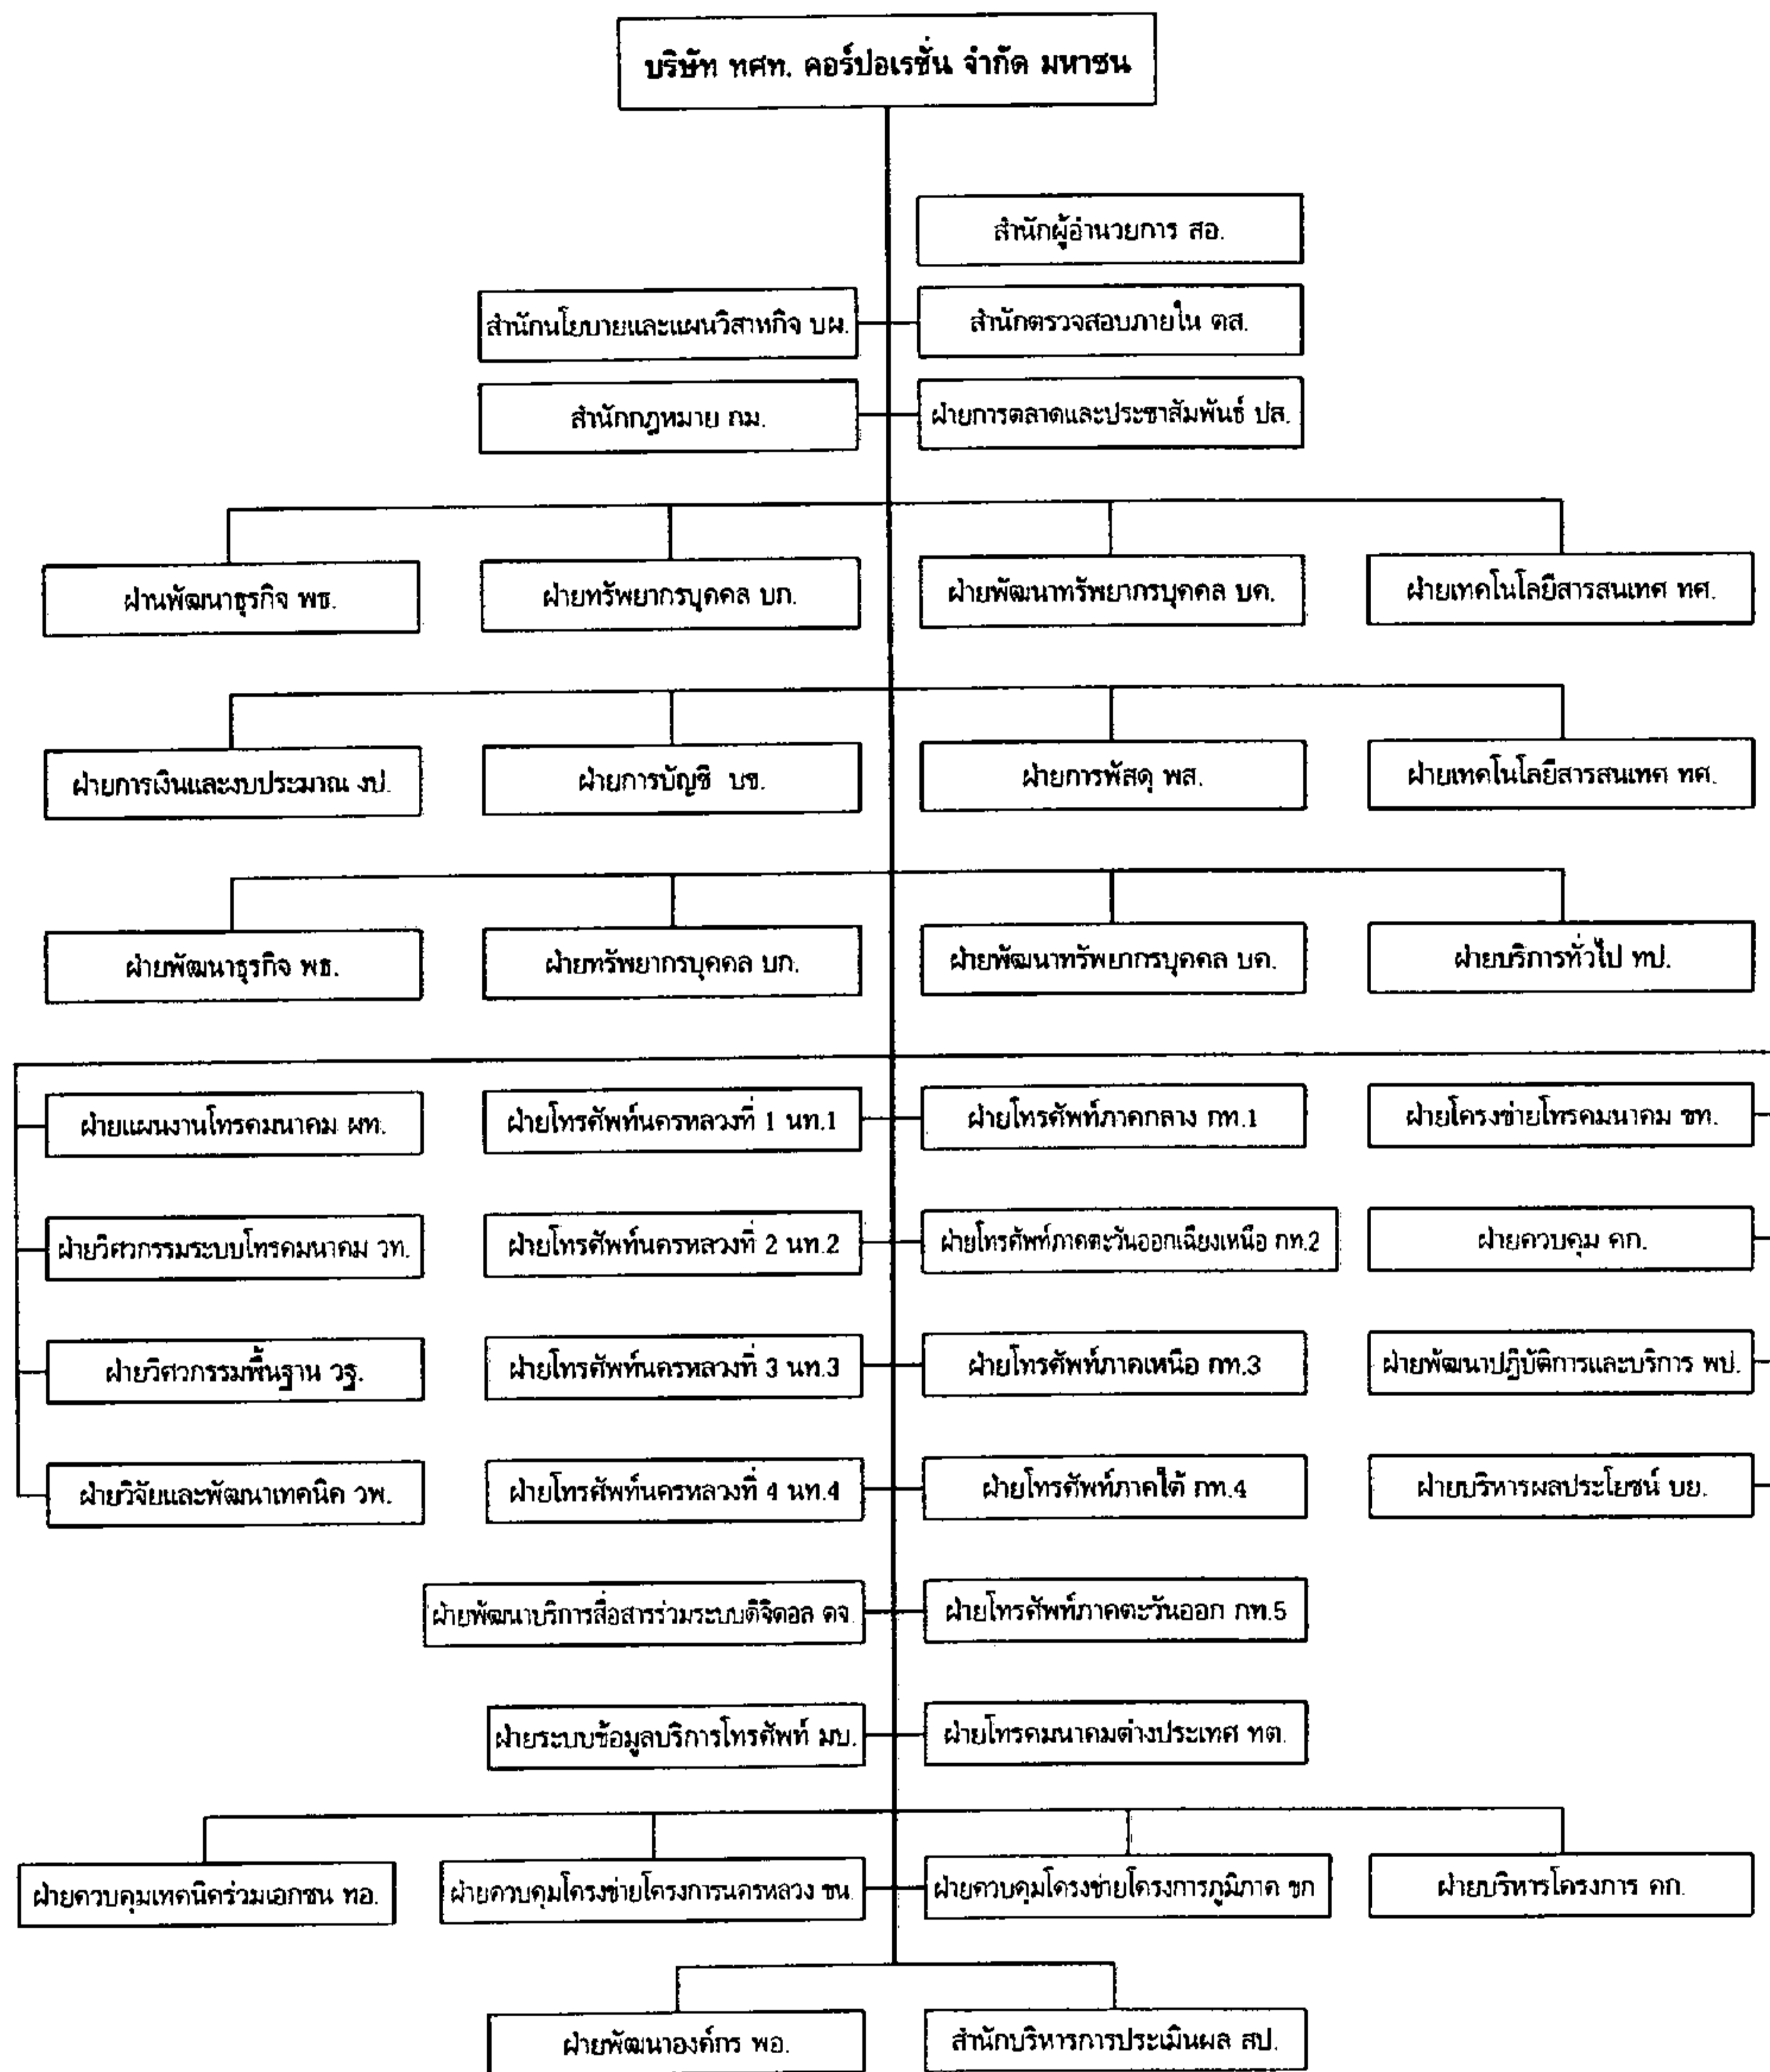 บริษัท ทศท. คอร์ปอเรชั่น จำกัด มหาชน
สำนักผู้อำนวยการ สอ.
สำนักนโยบายและแผนวิสาหกิจ บผ.
สำนักตรวจสอบภายใน ตส.
สำนักกฎหมาย กม.
ฝ่ายการตลาดและประชาสัมพันธ์ ปส.
ฝ่านพัฒนาธุรกิจ พธ.
ฝ่ายทรัพยากรบุคคล บก.
ฝ่ายพัฒนาทรัพยากรบุคคล บค.
ฝ่ายเทคโนโลยีสารสนเทศ ทศ.
ฝ่ายการเงินและงบประมาณ งป.
ฝ่ายการบัญชี บช.
ฝ่ายการพัสดุ พส.
ฝ่ายเทคโนโลยีสารสนเทศ ทศ.
ฝ่ายพัฒนาธุรกิจ พธ.
ฝ่ายทรัพยากรบุคคล บก.
ฝ่ายพัฒนาทรัพยากรบุคคล บค.
ฝ่ายบริการทั่วไป ทป.
ฝ่ายแผนงานโทรคมนาคม ผท.
ฝ่ายโทรศัพท์นครหลวงที่ 1 นท.1
ฝ่ายโทรศัพท์ภาคกลาง ภท.1
ฝ่ายโครงข่ายโทรคมนาคม ชท.
ฝ่ายวิศวกรรมระบบโทรคมนาคม วท.
ฝ่ายโทรศัพท์นครหลวงที่ 2 นท.2
ฝ่ายโทรศัพท์ภาคตะวันออกเฉียงเหนือ ภท.2
ฝ่ายควบคุม คก.
ฝ่ายวิศวกรรมพื้นฐาน วฐ.
ฝ่ายโทรศัพท์นครหลวงที่ 3 นท.3
ฝ่ายโทรศัพท์ภาคเหนือ ภท.3
ฝ่ายพัฒนาปฏิบัติการและบริการ พป.
ฝ่ายวิจัยและพัฒนาเทคนิค วพ.
ฝ่ายโทรศัพท์นครหลวงที่ 4 นท.4
ฝ่ายโทรศัพท์ภาคใต้ ภท.4
ฝ่ายบริหารผลประโยชน์ บย.
ฝ่ายพัฒนาบริการสื่อสารร่วมระบบดิจิตอล ดจ.
ฝ่ายโทรศัพท์ภาคตะวันออก ภท.5
ฝ่ายระบบข้อมูลบริการโทรศัพท์ มบ.
ฝ่ายโทรคมนาคมต่างประเทศ ทต.
ฝ่ายควบคุมเทคนิคร่วมเอกชน ทอ.
ฝ่ายควบคุมโครงข่ายโครงการนครหลวง ชน.
ฝ่ายควบคุมโครงข่ายโครงการภูมิภาค ชภ
ฝ่ายบริหารโครงการ คก.
ฝ่ายพัฒนาองค์กร พอ.
สำนักบริหารการประเมินผล สป.